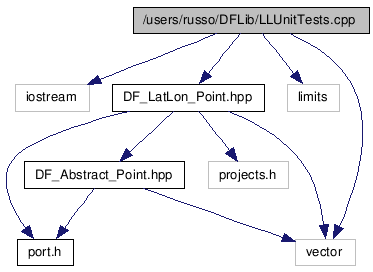 /users/russo/DFLib/LLUnitTests.cpp
iostream
DF_LatLon_Point.hpp
limits
DF_Abstract_Point.hpp
projects.h
port.h
vector